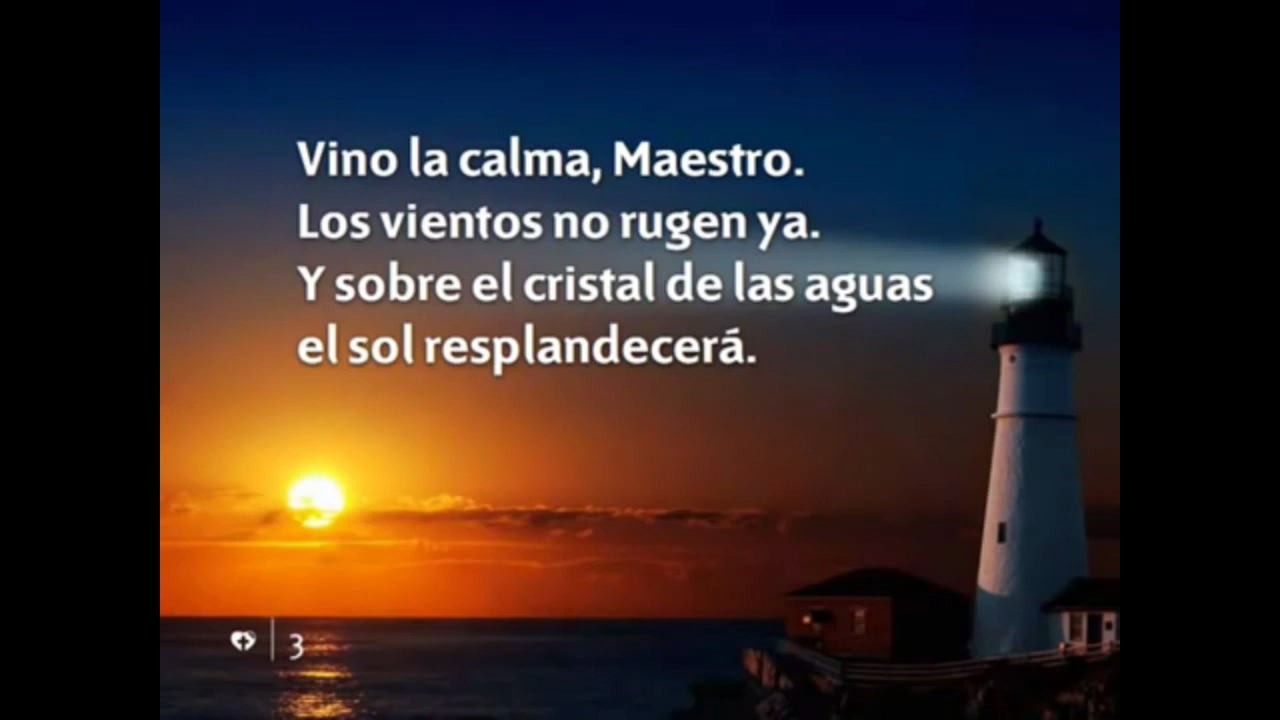 Vino la calma, Maestro.
Los vientos no rugen ya.
Y sobre el cristal de las aguas
el sol resplandecerá.
3